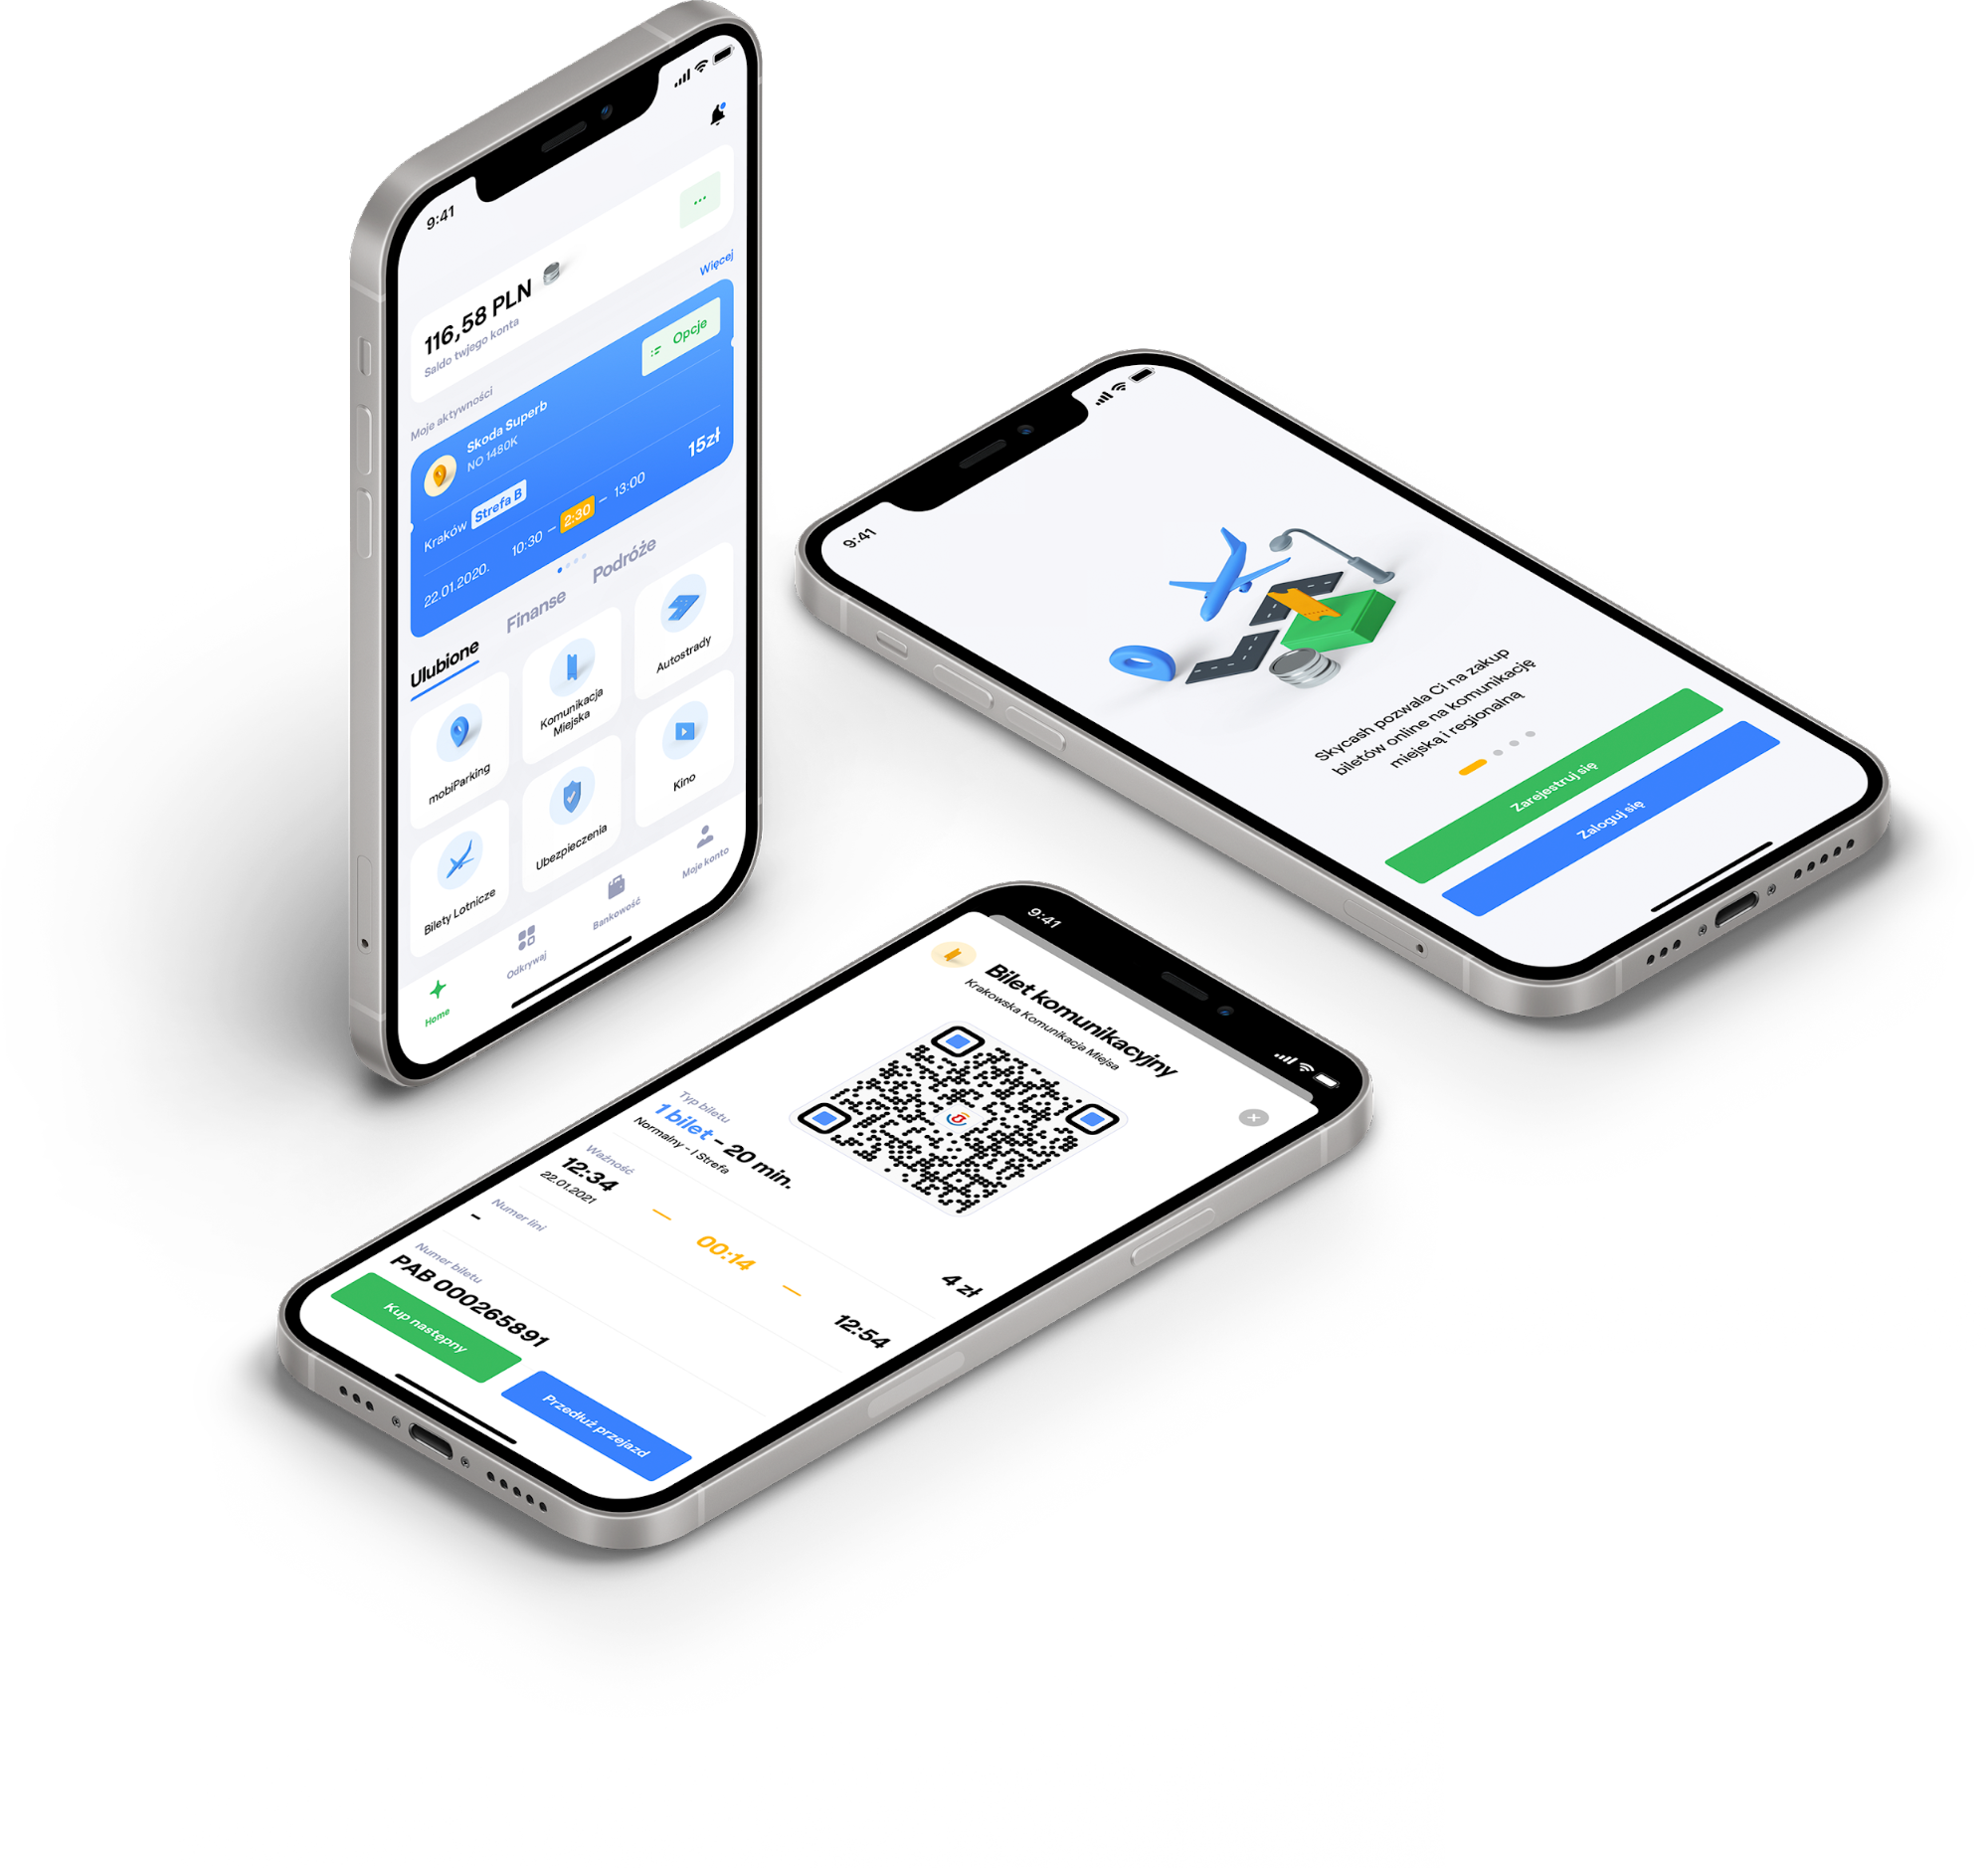 9:41
116,58 PLN
Saldo twjego konta
Moje aktywności
Więcej
Skoda Superb
NO 1480K
Opcje
Kraków Strefa B
22.01.2020.
10:30 – 2:30 – 13:00
15zł
Ulubione
Finanse
Podróże
mobiParking
Komunikacja
Miejska
Autostrady
Bilety Lotnicze
Ubezpieczenia
Kino
Home
Odkrywaj
Bankowość
Moje konto
9:41
Skycash pozwala Ci na zakup
biletów online na komunikację
miejską i regionalną
Zarejestruj się
Zaloguj się
9:41
Bilet komunikacyjny
Krakowska Komunikacja Miejsa
Typ biletu
1 bilet – 20 min.
Normalny – I Strefa
4 zł
Ważność
12:34
22.01.2021
— 00:14 —
12:54
Numer lini
-
Numer biletu
PAB 000265891
Kup następny
Przedłuż przejazd